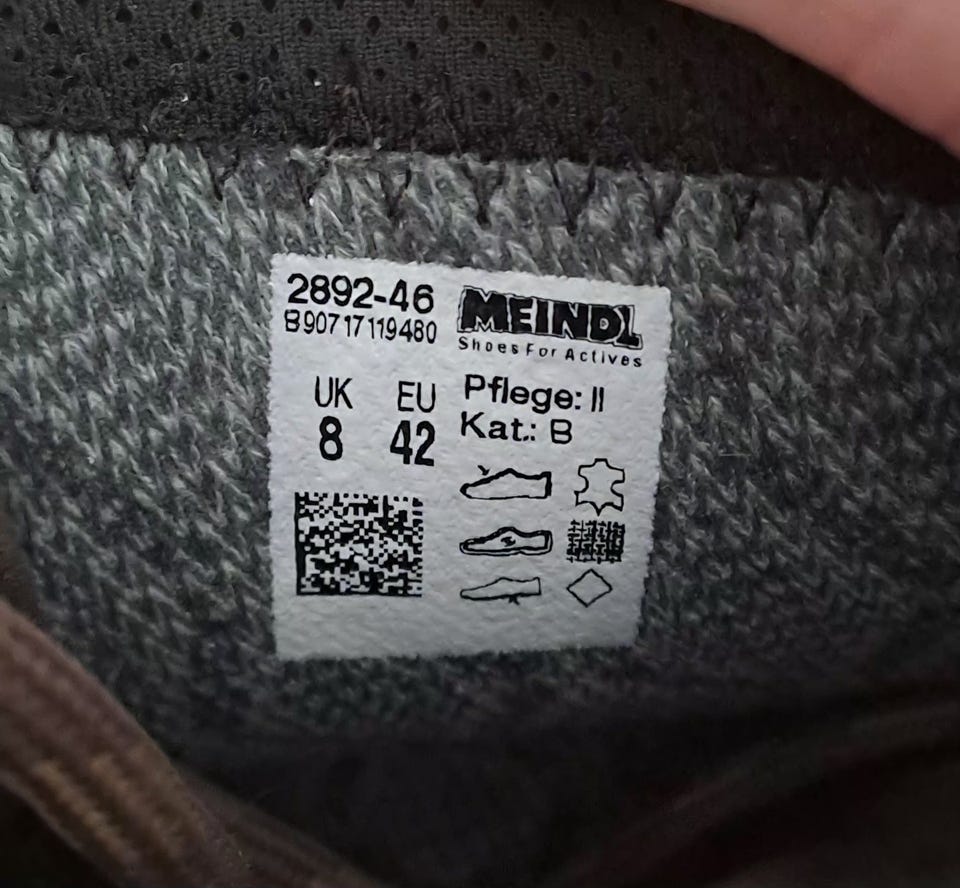 2892-46
B90717119480
MEINDL
Shoes For Actives
UK EU
8 42
Pflege: II
Kat.: B